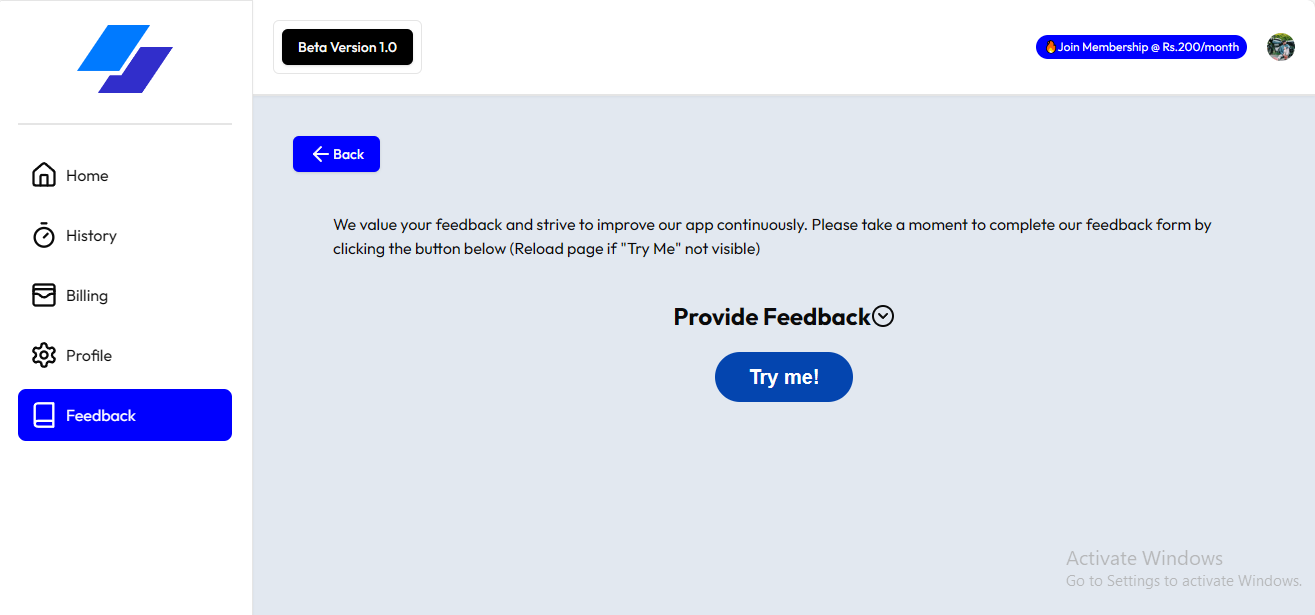 Beta Version 1.0
🔥Join Membership @ Rs.200/month
Home
History
Billing
Profile
Feedback
Back
We value your feedback and strive to improve our app continuously. Please take a moment to complete our feedback form by
clicking the button below (Reload page if "Try Me" not visible)
Provide Feedback
Try me!
Activate Windows
Go to Settings to activate Windows.